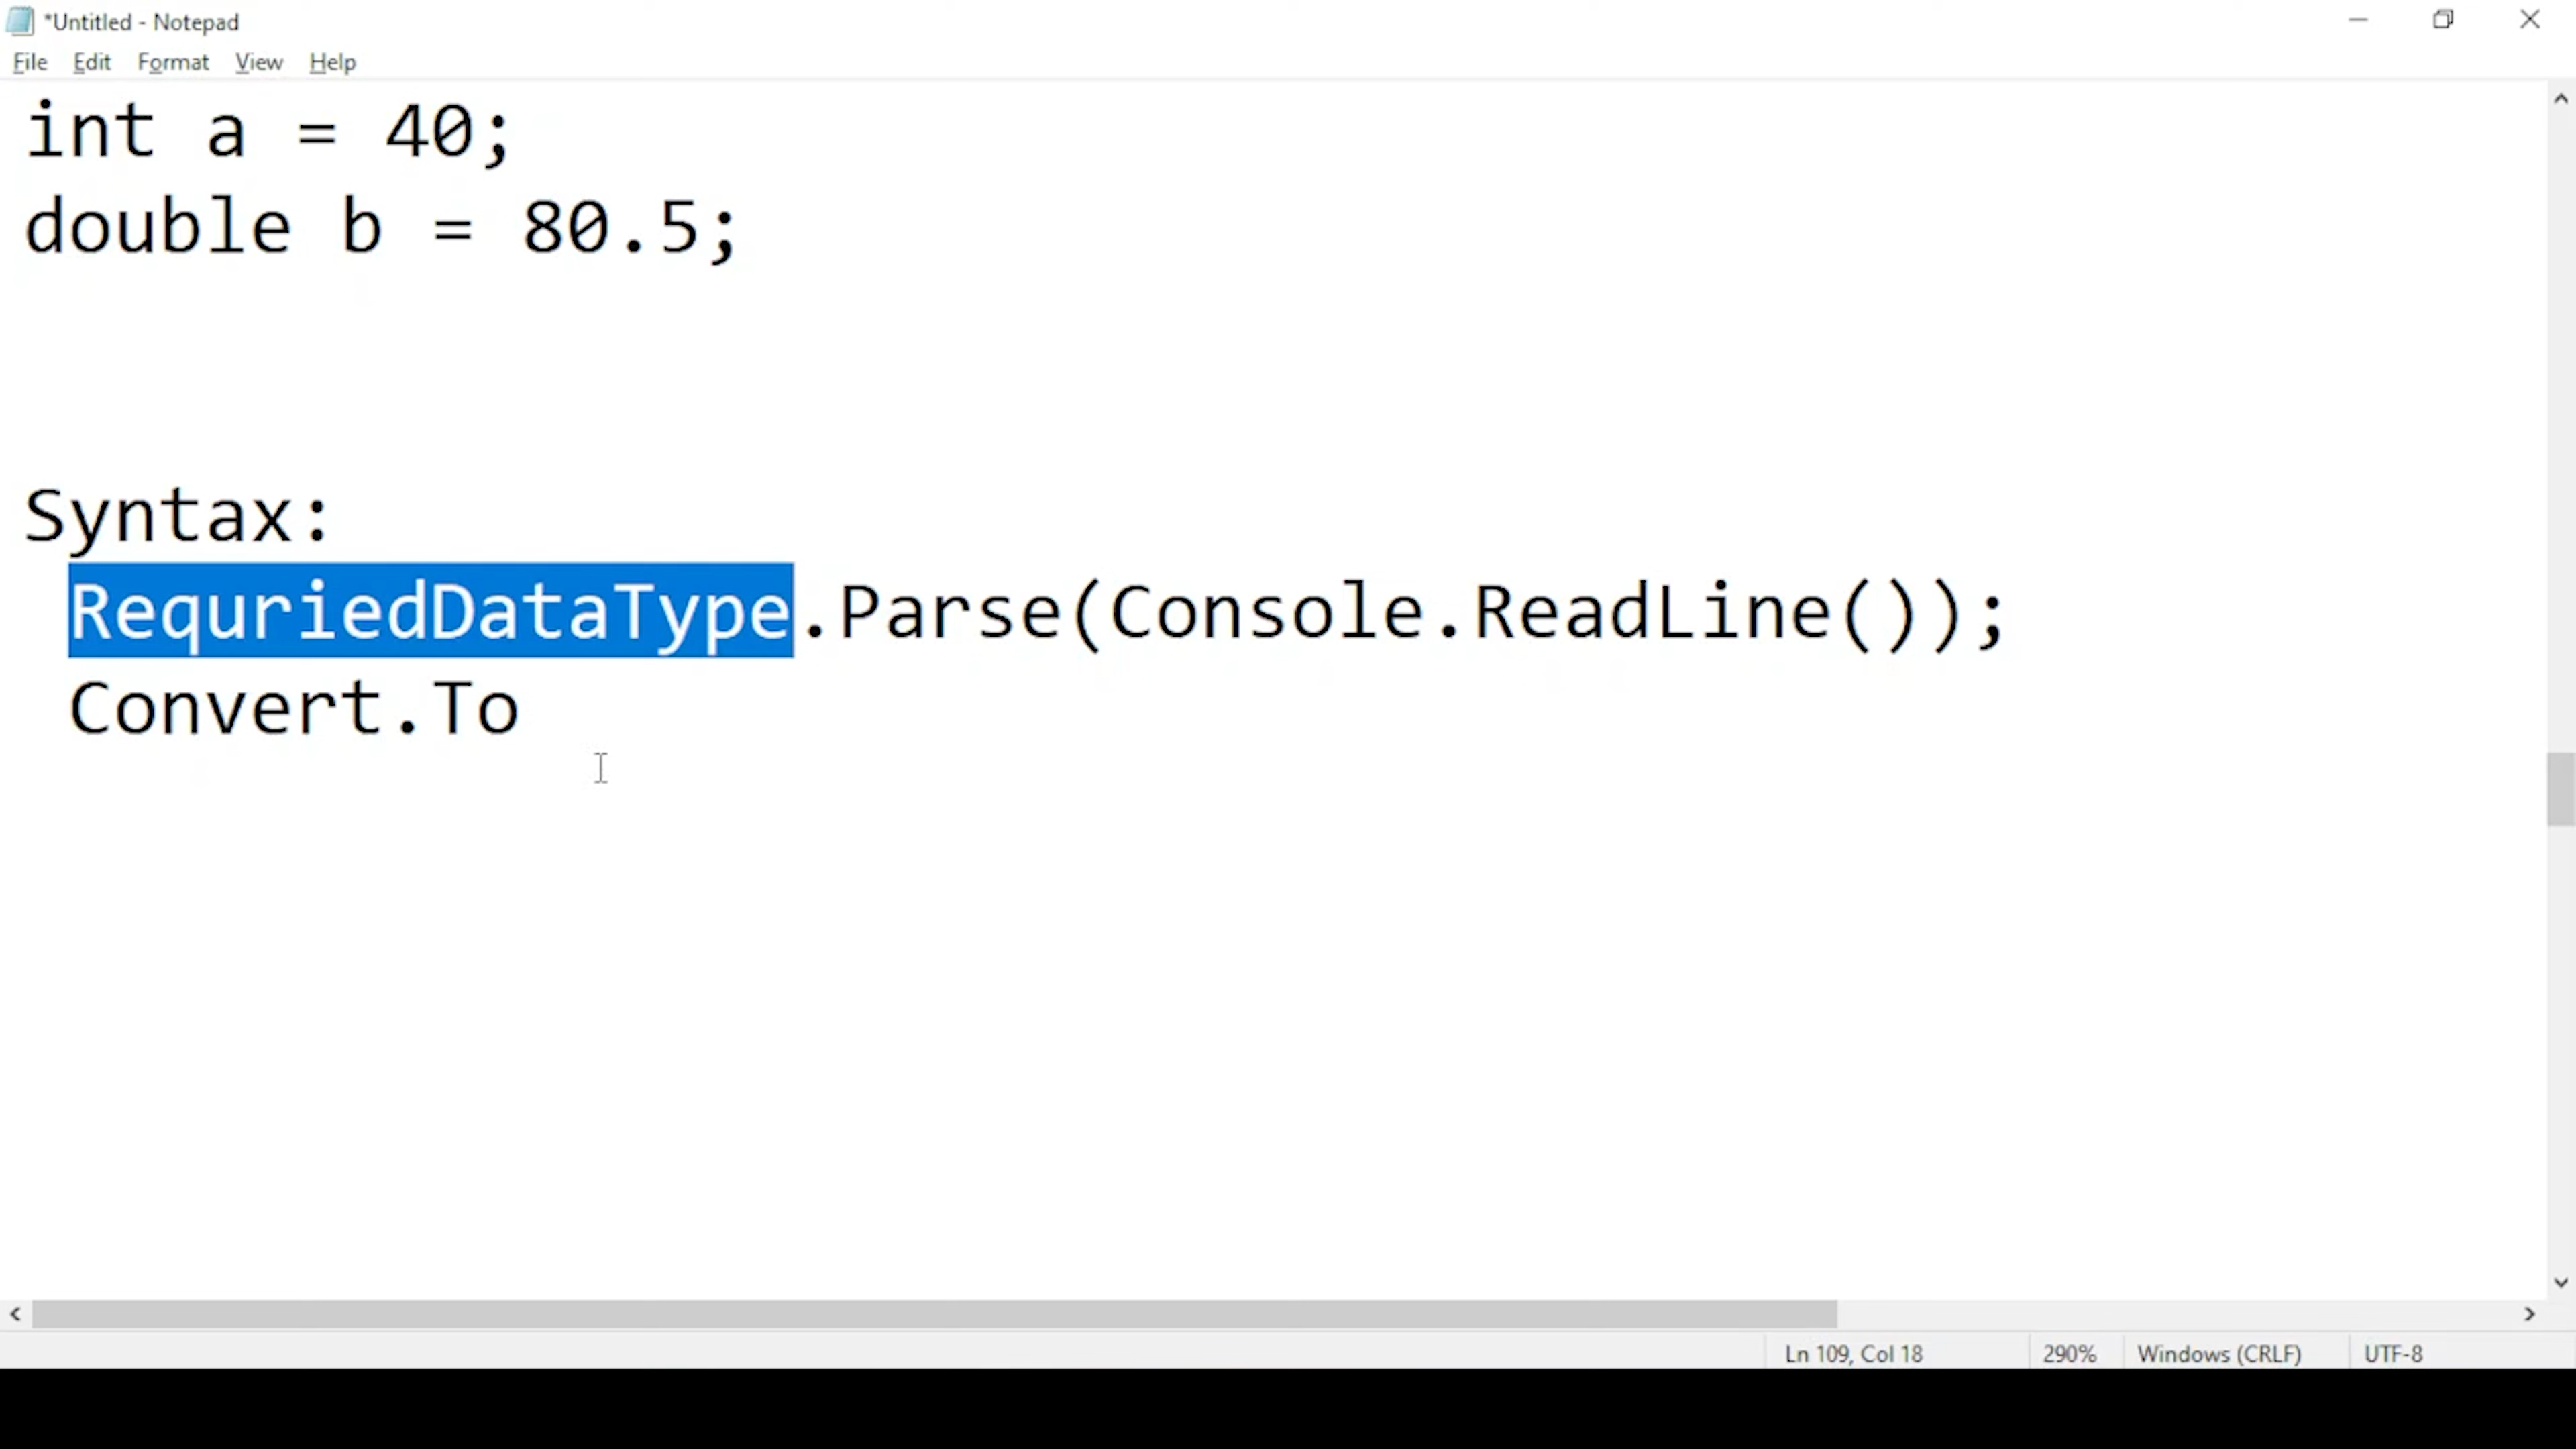 *Untitled - Notepad
File Edit Format View Help
int a = 40;
double b = 80.5;
Syntax:
RequriedDataType.Parse(Console.ReadLine());
Convert.To
Ln 109, Col 18 290% Windows (CRLF) UTF-8